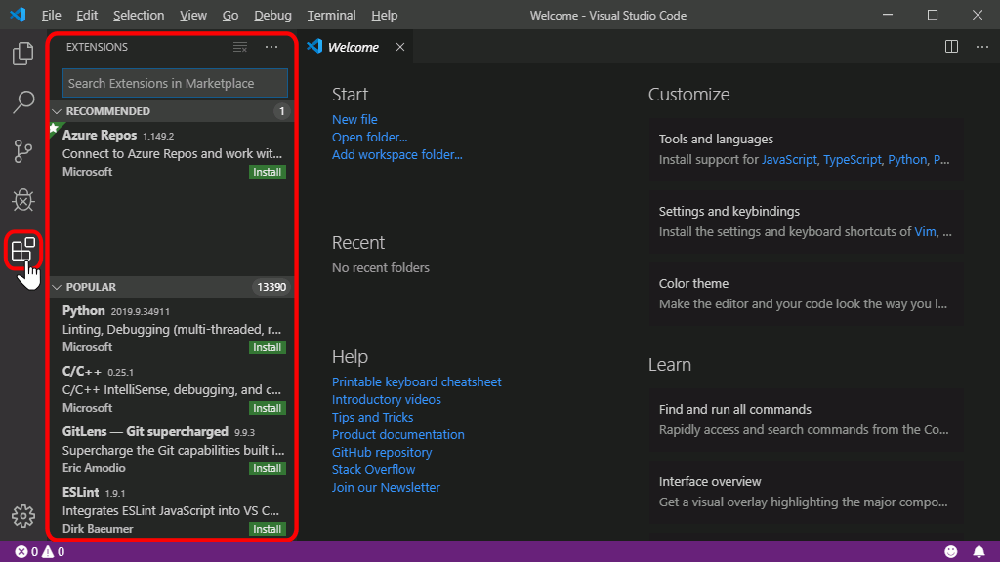 File Edit Selection View Go Debug Terminal Help
Welcome - Visual Studio Code
EXTENSIONS
Search Extensions in Marketplace
RECOMMENDED 1
Azure Repos 1.149.2
Connect to Azure Repos and work wit...
Microsoft Install
POPULAR 13390
Python 2019.9.34911
Linting, Debugging (multi-threaded, r...
Microsoft Install
C/C++ 0.25.1
C/C++ IntelliSense, debugging, and c...
Microsoft Install
GitLens — Git supercharged 9.9.3
Supercharge the Git capabilities built i...
Eric Amodio Install
ESLint 1.9.1
Integrates ESLint JavaScript into VS C...
Dirk Baeumer Install
Welcome
Start
New file
Open folder...
Add workspace folder...
Recent
No recent folders
Help
Printable keyboard cheatsheet
Introductory videos
Tips and Tricks
Product documentation
GitHub repository
Stack Overflow
Join our Newsletter
Customize
Tools and languages
Install support for JavaScript, TypeScript, Python, P...
Settings and keybindings
Install the settings and keyboard shortcuts of Vim, ...
Color theme
Make the editor and your code look the way you l...
Learn
Find and run all commands
Rapidly access and search commands from the Co...
Interface overview
Get a visual overlay highlighting the major compo...
0 0